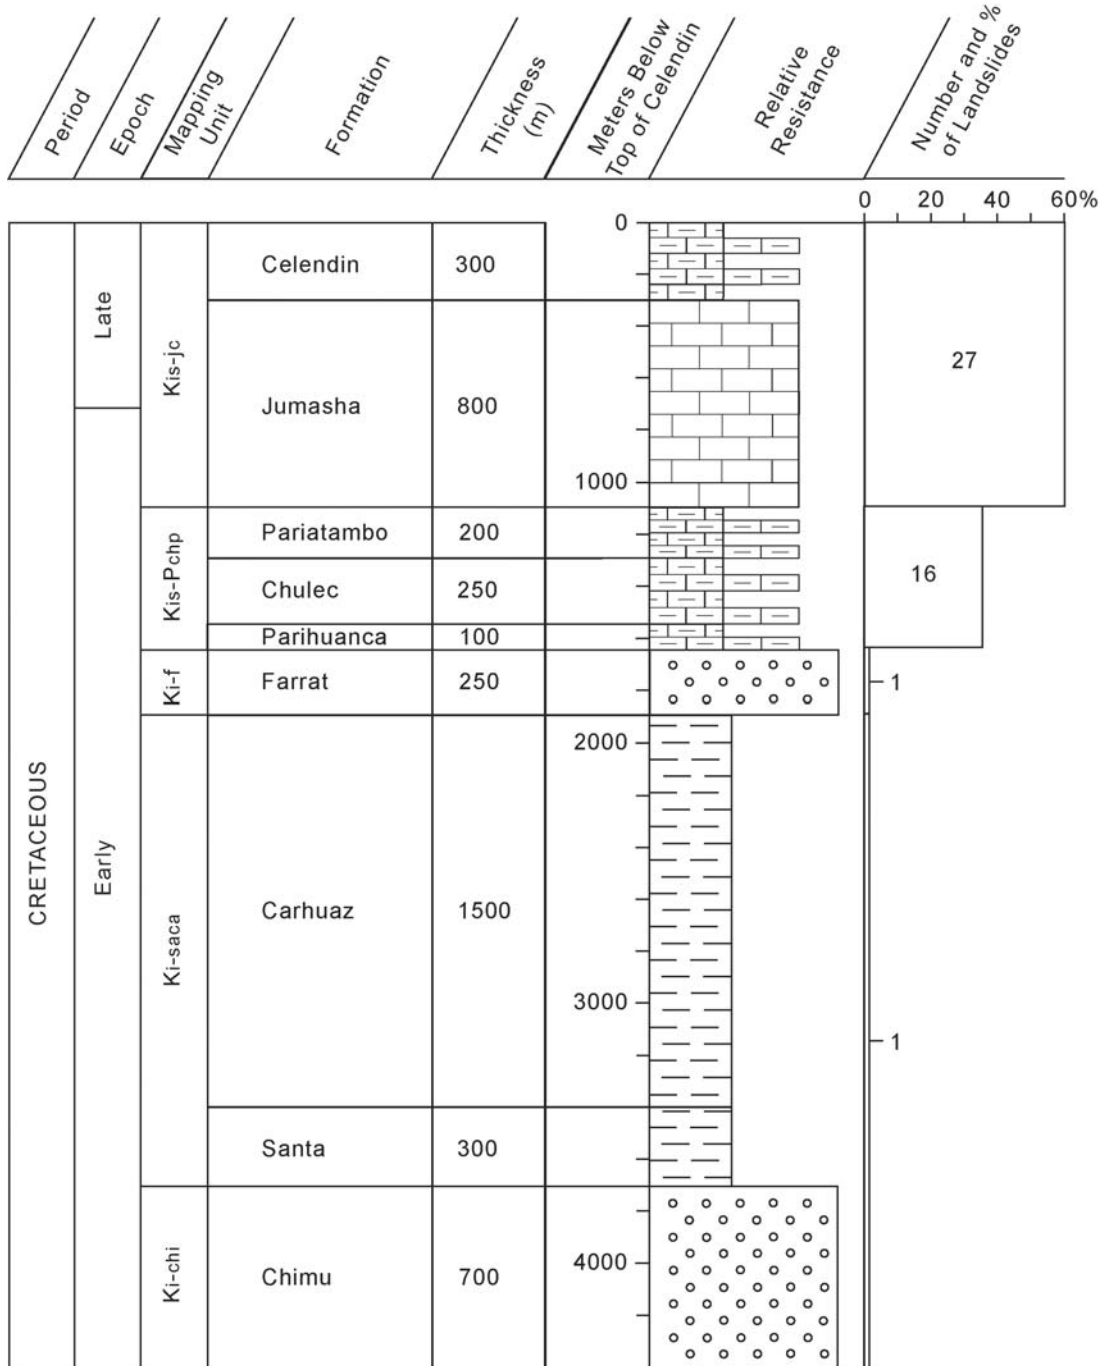 Period
Epoch
Mapping
Unit
Formation
Thickness
(m)
Meters Below
Top of Celendin
Relative
Resistance
Number and %
of Landslides
0 20 40 60%
CRETACEOUS
Late
Early
Kis-jc
Kis-Pchp
Ki-f
Ki-saca
Ki-chi
Celendin 300
Jumasha 800
Pariatambo 200
Chulec 250
Parihuanca 100
Farrat 250
Carhuaz 1500
Santa 300
Chimu 700
0
1000
2000
3000
4000
27
16
1
1